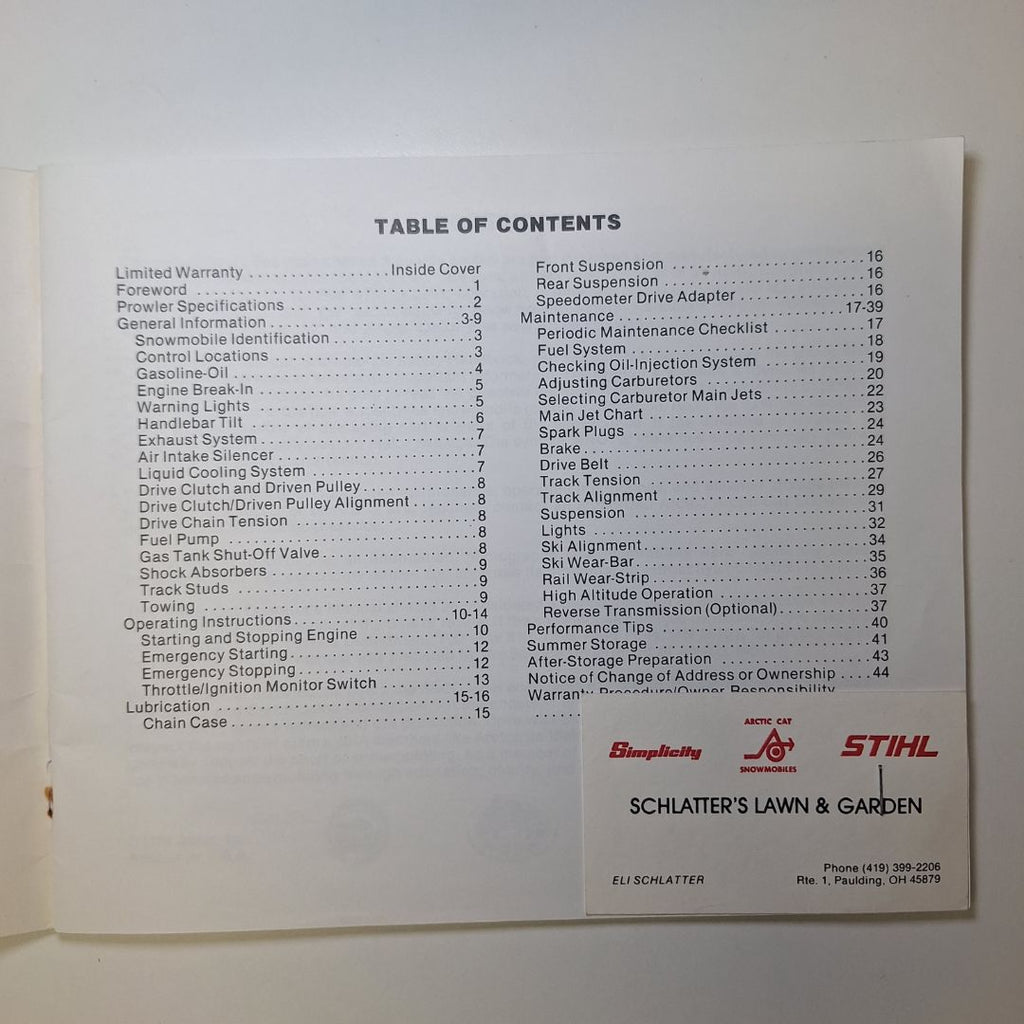 TABLE OF CONTENTS
Limited Warranty ................ Inside Cover
Foreword ................ 1
Prowler Specifications ................ 2
General Information ................ 3-9
Snowmobile Identification ................ 3
Control Locations ................ 3
Gasoline-Oil ................ 4
Engine Break-In ................ 5
Warning Lights ................ 5
Handlebar Tilt ................ 6
Exhaust System ................ 7
Air Intake Silencer ................ 7
Liquid Cooling System ................ 7
Drive Clutch and Driven Pulley ................ 8
Drive Clutch/Driven Pulley Alignment ....... 8
Drive Chain Tension ................ 8
Fuel Pump ................ 8
Gas Tank Shut-Off Valve ................ 8
Shock Absorbers ................ 9
Track Studs ................ 9
Towing ................ 9
Operating Instructions ................ 10-14
Starting and Stopping Engine ................ 10
Emergency Starting ................ 12
Emergency Stopping ................ 12
Throttle/Ignition Monitor Switch .......... 13
Lubrication ................ 15-16
Chain Case ................ 15
Front Suspension ................ 16
Rear Suspension ................ 16
Speedometer Drive Adapter ................ 16
Maintenance ................ 17-39
Periodic Maintenance Checklist .......... 17
Fuel System ................ 18
Checking Oil-Injection System ............ 19
Adjusting Carburetors ................ 20
Selecting Carburetor Main Jets ............ 22
Main Jet Chart ................ 23
Spark Plugs ................ 24
Brake ................ 24
Drive Belt ................ 26
Track Tension ................ 27
Track Alignment ................ 29
Suspension ................ 31
Lights ................ 32
Ski Alignment ................ 34
Ski Wear-Bar ................ 35
Rail Wear-Strip ................ 36
High Altitude Operation ................ 37
Reverse Transmission (Optional) .......... 37
Performance Tips ................ 40
Summer Storage ................ 41
After-Storage Preparation ................ 43
Notice of Change of Address or Ownership .... 44
Warranty Procedure/Owner Responsibility
.....
ARCTIC CAT
Simplicity STIHL
SNOWMOBILES
SCHLATTER'S LAWN & GARDEN
Phone (419) 399-2206
ELI SCHLATTER Rte. 1, Paulding, OH 45879